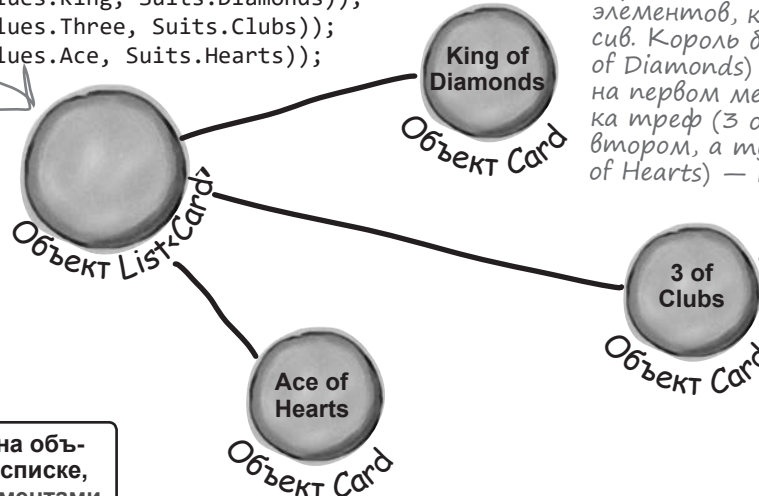 lues.King, Suits.Diamonds));
lues.Three, Suits.Clubs));
lues.Ace, Suits.Hearts));
элементов, к
сив. Король б
of Diamonds)
на первом ме
ка треф (3 o
втором, а ту
of Hearts) —
King of
Diamonds
Объект Card
Объект List<Card>
3 of
Clubs
Объект Card
Ace of
Hearts
Объект Card
на объ-
списке,
ментами